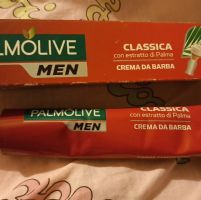 LMOLIVE
MEN
CLASSICA
con estratto di Palma
CREMA DA BARBA
PALMOLIVE
MEN
CLASSICA
con estratto di Palma
CREMA DA BARBA